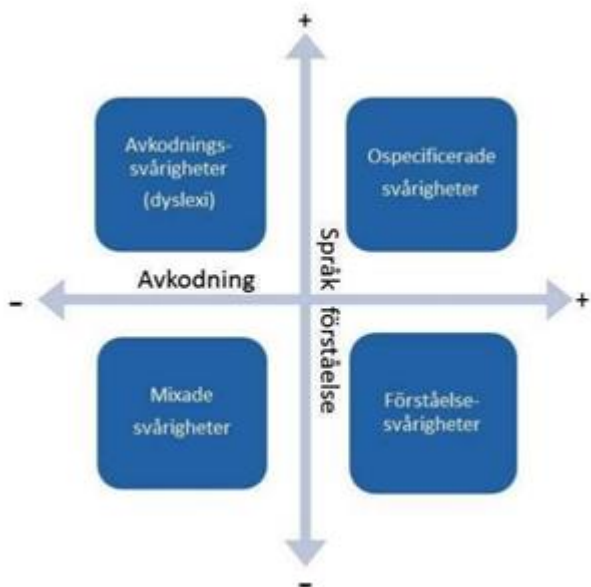 +
Avkodnings-
svårigheter
(dyslexi)
Ospecificerade
svårigheter
Avkodning
Språk förståelse
-
+
Mixade
svårigheter
Förståelse-
svårigheter
-